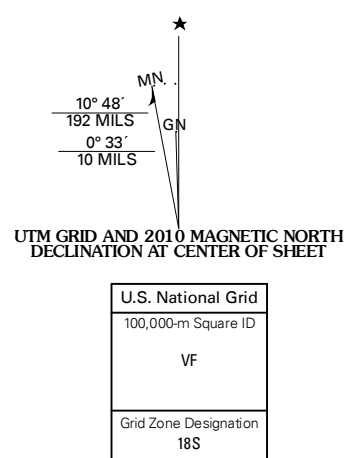 MN
10° 48´
192 MILS
GN
0° 33´
10 MILS
UTM GRID AND 2010 MAGNETIC NORTH
DECLINATION AT CENTER OF SHEET
U.S. National Grid
100,000-m Square ID
VF
Grid Zone Designation
18S